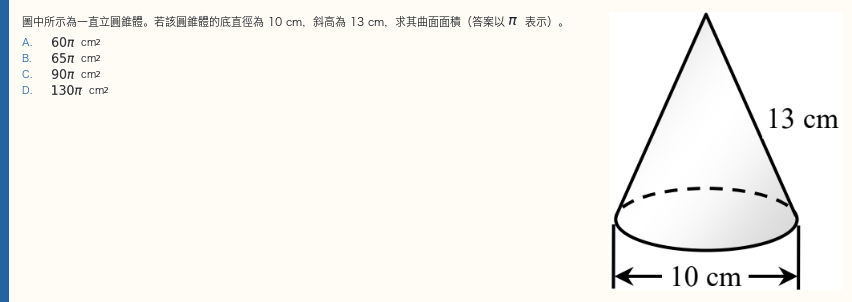 圖中所示為一直立圓錐體。若該圓錐體的底直徑為 10 cm，斜高為 13 cm，求其曲面面積（答案以 π 表示）。
A. 60π cm²
B. 65π cm²
C. 90π cm²
D. 130π cm²
13 cm
10 cm